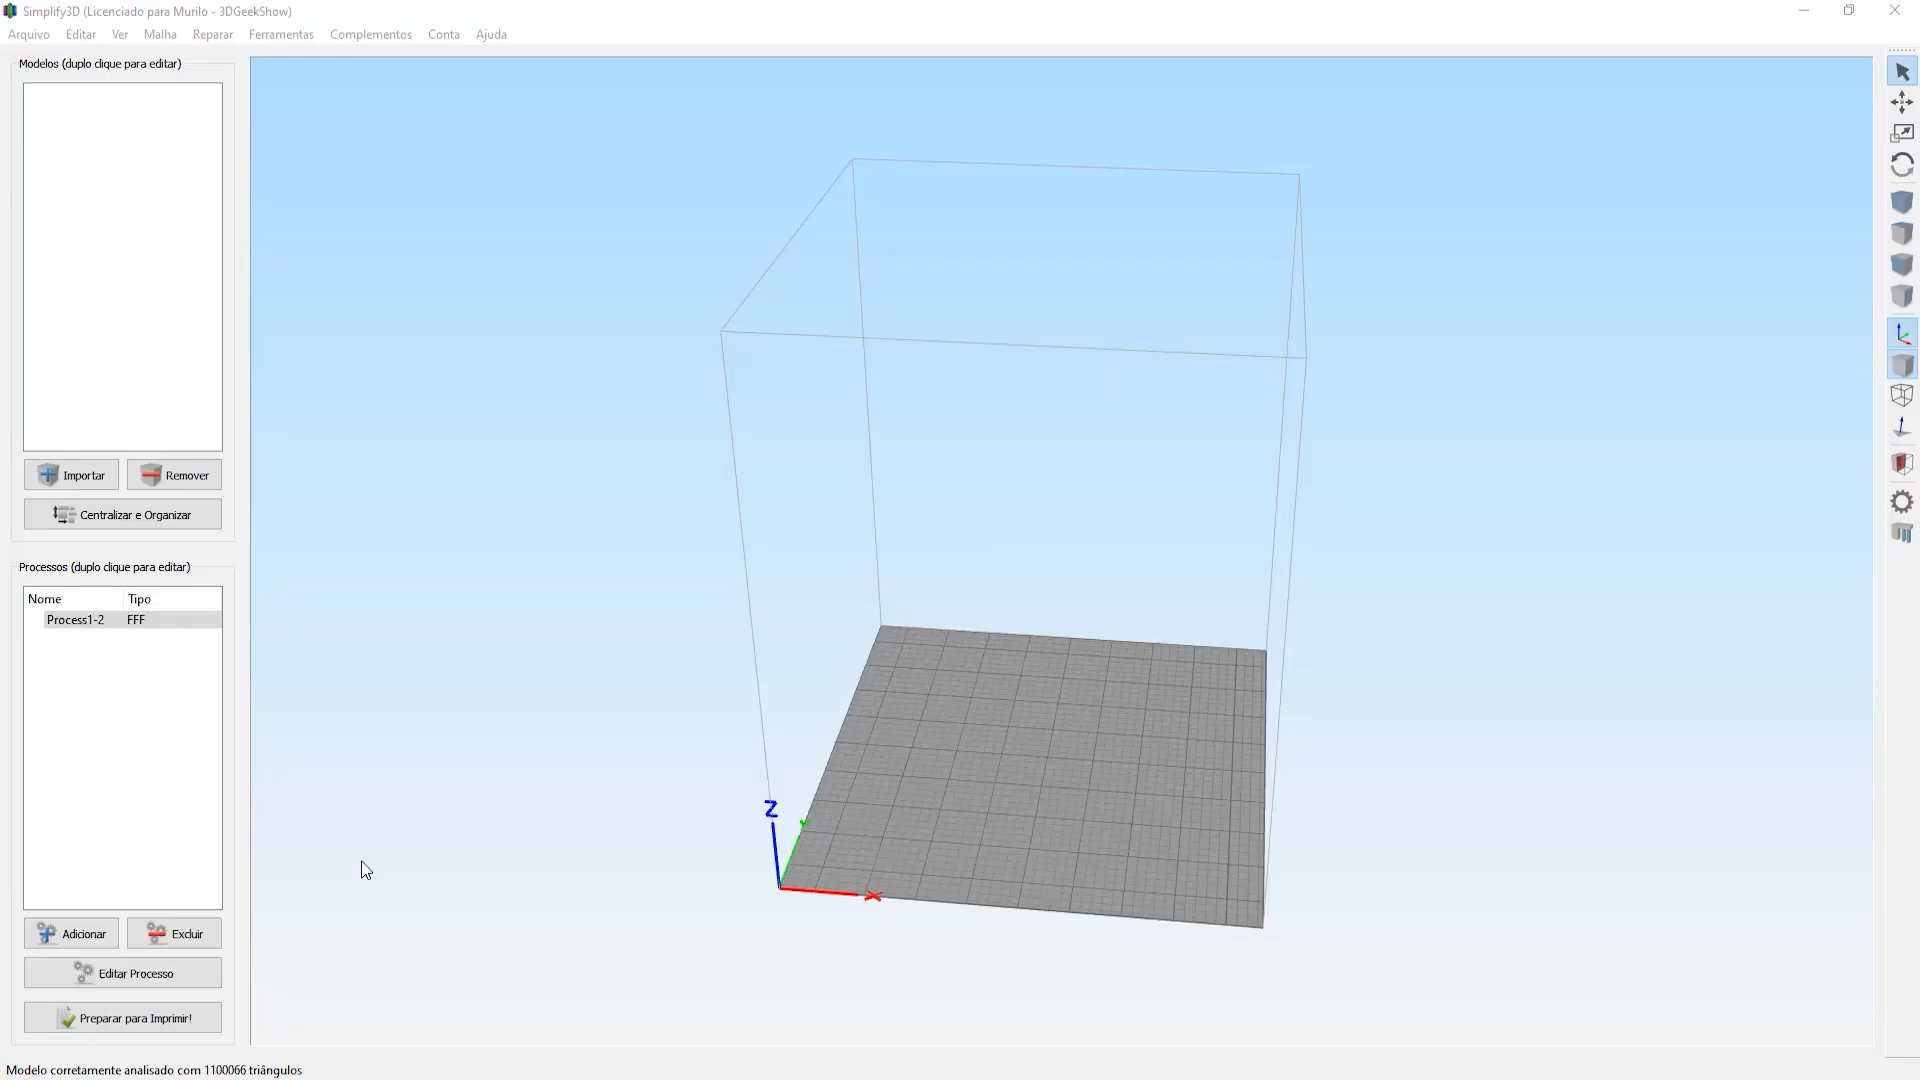 Simplify3D (Licenciado para Murilo - 3DGeekShow)
Arquivo Editar Ver Malha Reparar Ferramentas Complementos Conta Ajuda
Modelos (duplo clique para editar)
Importar Remover
Centralizar e Organizar
Processos (duplo clique para editar)
Nome Tipo
Process1-2 FFF
Adicionar Excluir
Editar Processo
Preparar para Imprimir!
Z
Y
X
Modelo corretamente analisado com 1100066 triângulos